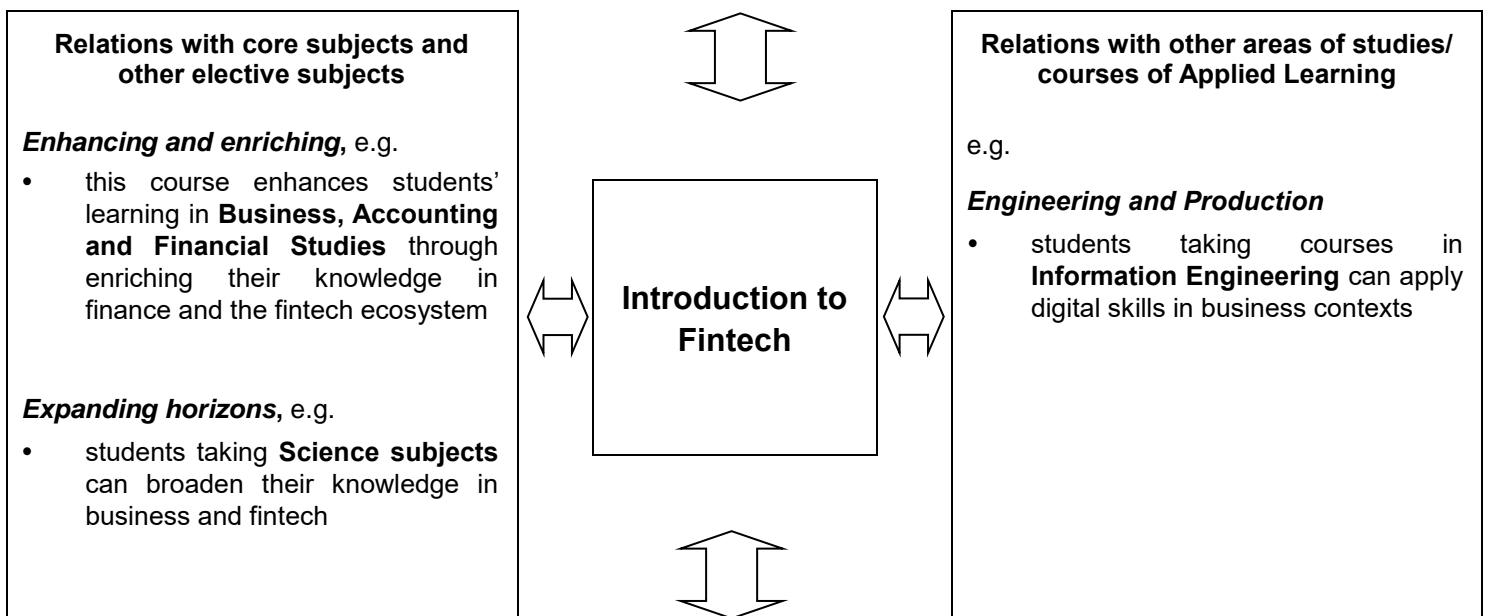 Relations with core subjects and
other elective subjects
Enhancing and enriching, e.g.
• this course enhances students’
learning in Business, Accounting
and Financial Studies through
enriching their knowledge in
finance and the fintech ecosystem
Expanding horizons, e.g.
• students taking Science subjects
can broaden their knowledge in
business and fintech
Introduction to
Fintech
Relations with other areas of studies/
courses of Applied Learning
e.g.
Engineering and Production
• students taking courses in
Information Engineering can apply
digital skills in business contexts